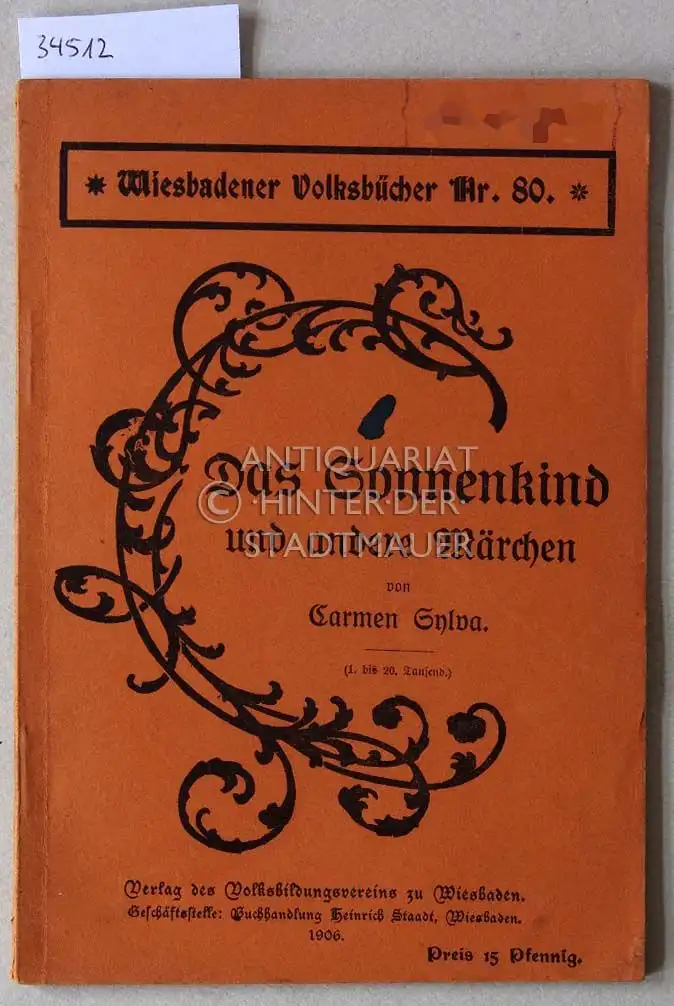 34512
* Wiesbadener Volksbücher Nr. 80. *
Das Sonnenkind
und andere Märchen
von
Carmen Sylva.
(1. bis 20. Tausend.)
ANTIQUARIAT
© HINTER DER
STADTMAUER
Verlag des Volksbildungsvereins zu Wiesbaden.
Geschäftsstelle: Buchhandlung Heinrich Staadt, Wiesbaden.
1906.
Preis 15 Pfennig.